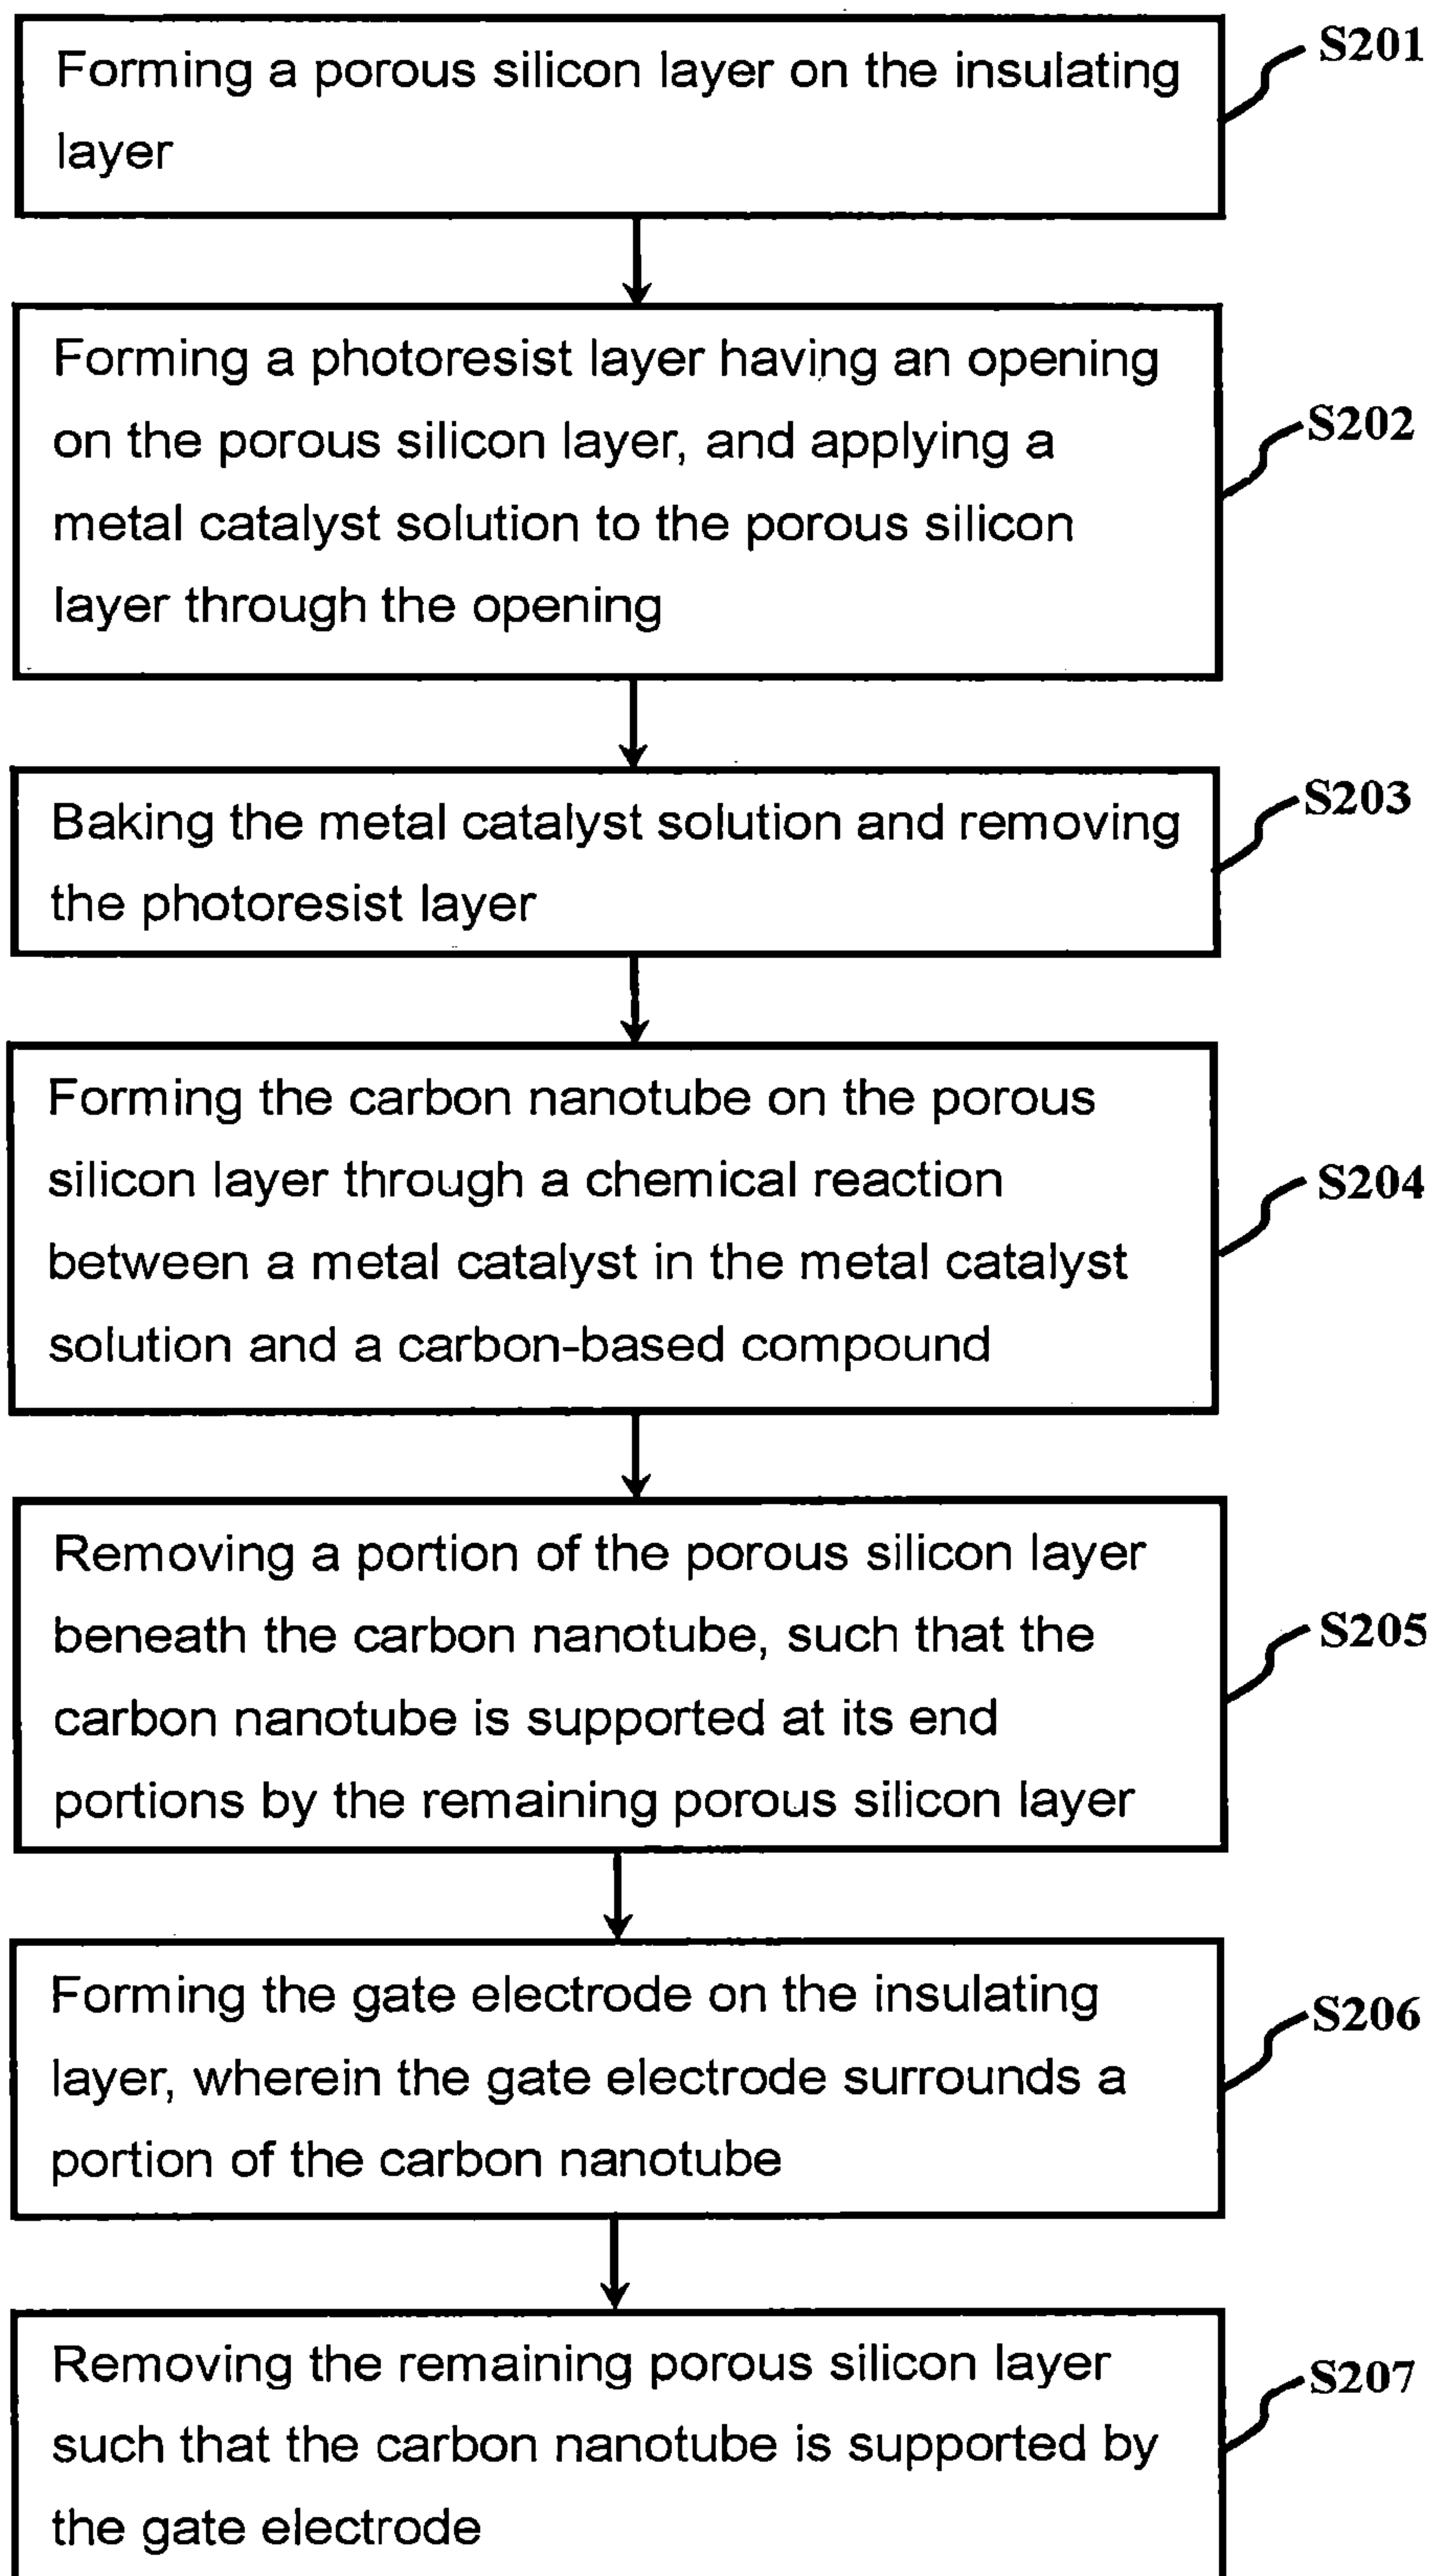 Forming a porous silicon layer on the insulating
layer
S201
Forming a photoresist layer having an opening
on the porous silicon layer, and applying a
metal catalyst solution to the porous silicon
layer through the opening
S202
Baking the metal catalyst solution and removing
the photoresist layer
S203
Forming the carbon nanotube on the porous
silicon layer through a chemical reaction
between a metal catalyst in the metal catalyst
solution and a carbon-based compound
S204
Removing a portion of the porous silicon layer
beneath the carbon nanotube, such that the
carbon nanotube is supported at its end
portions by the remaining porous silicon layer
S205
Forming the gate electrode on the insulating
layer, wherein the gate electrode surrounds a
portion of the carbon nanotube
S206
Removing the remaining porous silicon layer
such that the carbon nanotube is supported by
the gate electrode
S207